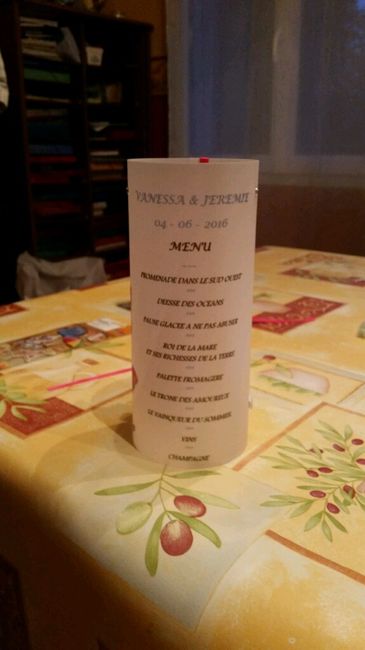 VANESSA & JEREMIE
04 - 06 - 2016
MENU
PROMENADE DANS LE SUD OUEST
DEESSE DES OCEANS
PAUSE GLACEE A NE PAS ABUSER
ROI DE LA MARE
ET SES RICHESSES DE LA TERRE
PALETTE FROMAGERE
LE TRONE DES AMOUREUX
LE VAINQUEUR DU SOMMEIL
VINS
CHAMPAGNE